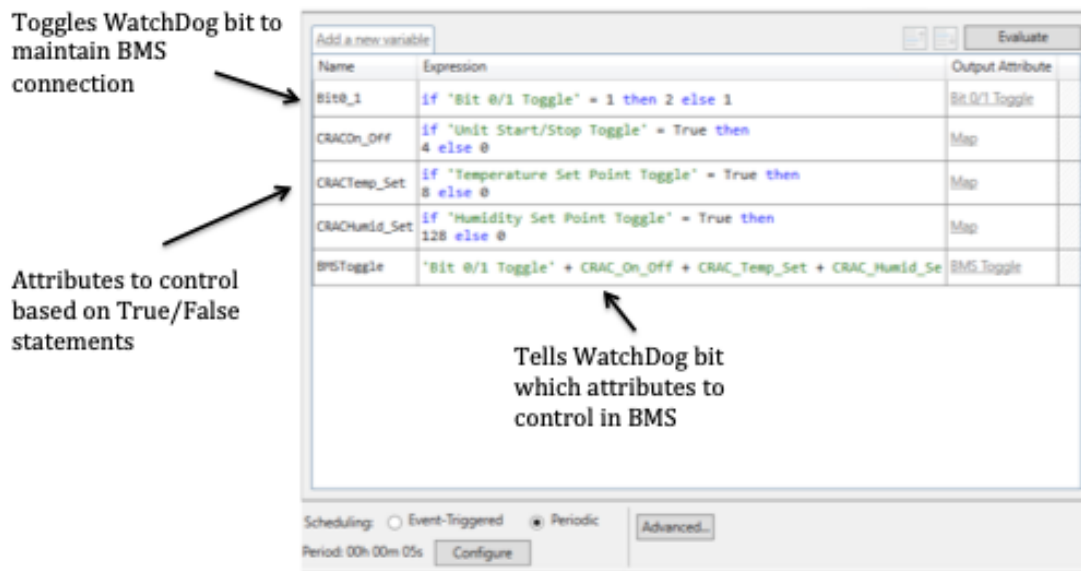 Toggles WatchDog bit to
maintain BMS
connection
Attributes to control
based on True/False
statements
Add a new variable
Evaluate
Name Expression Output Attribute
Bit0_1 if 'Bit 0/1 Toggle' = 1 then 2 else 1 Bit 0/1 Toggle
CRACOn_Off if 'Unit Start/Stop Toggle' = True then
4 else 0 Map
CRACTemp_Set if 'Temperature Set Point Toggle' = True then
8 else 0 Map
CRACHumid_Set if 'Humidity Set Point Toggle' = True then
128 else 0 Map
BMSToggle 'Bit 0/1 Toggle' + CRAC_On_Off + CRAC_Temp_Set + CRAC_Humid_Se BMS Toggle
Tells WatchDog bit
which attributes to
control in BMS
Scheduling: Event-Triggered Periodic
Advanced...
Period: 00h 00m 05s Configure